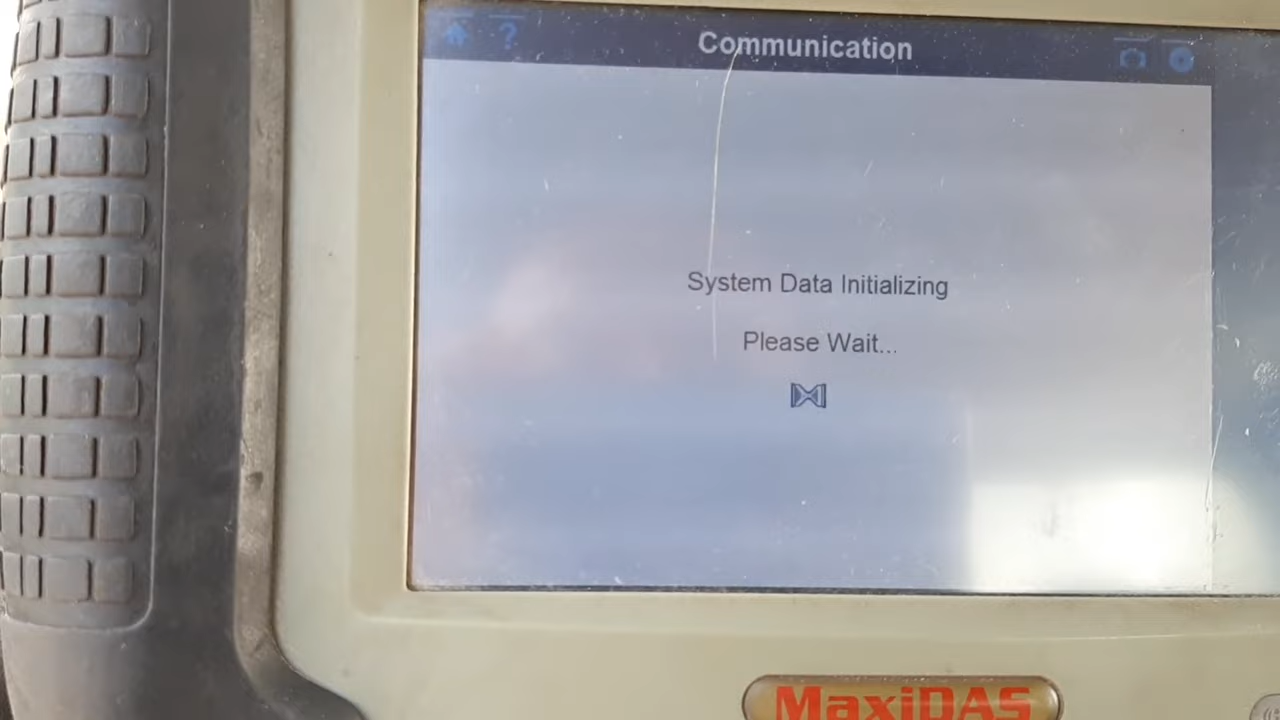 ?
Communication
System Data Initializing
Please Wait...
MaxiDAS